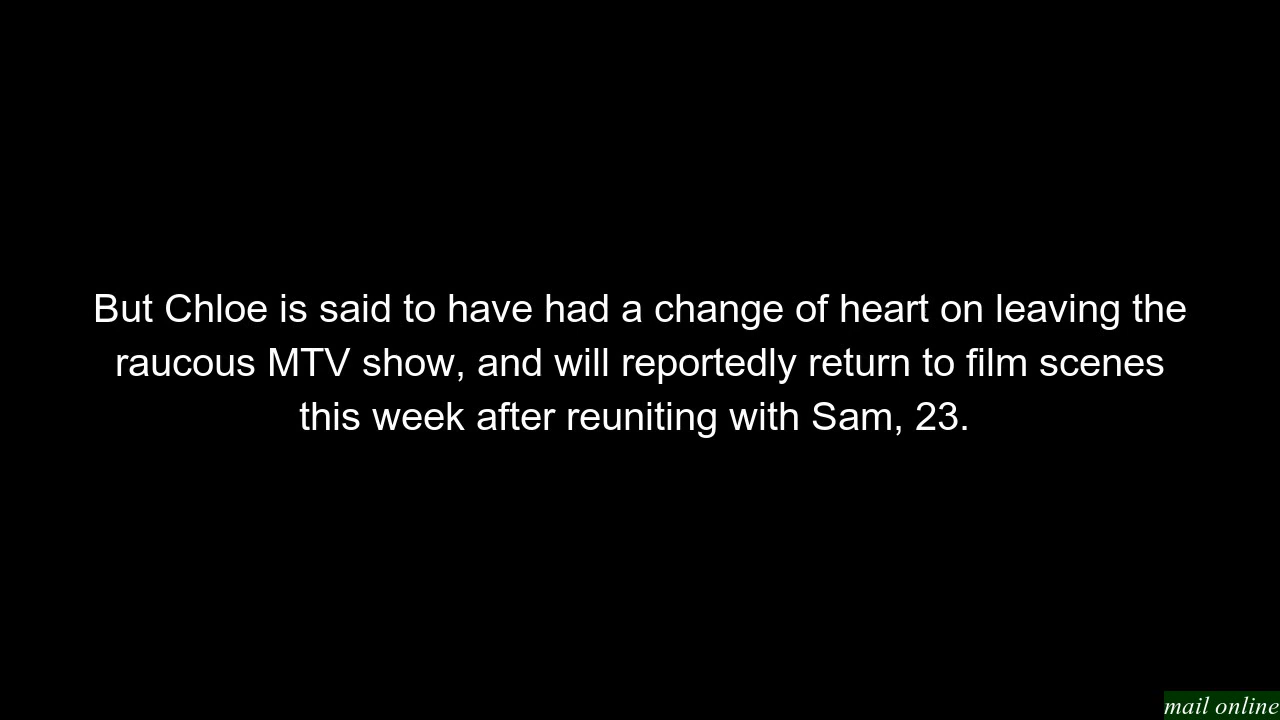 But Chloe is said to have had a change of heart on leaving the
raucous MTV show, and will reportedly return to film scenes
this week after reuniting with Sam, 23.
mail online